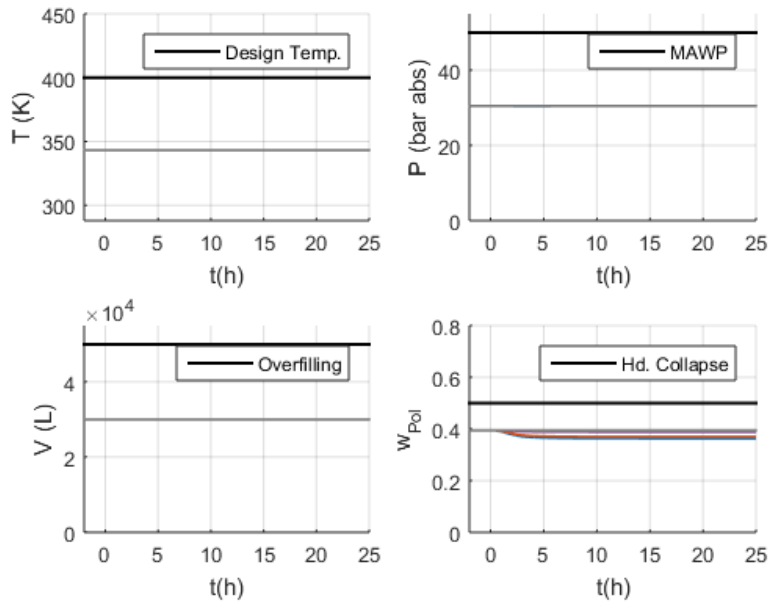 450
400
350
300
T (K)
Design Temp.
0 5 10 15 20 25
t(h)
40
20
0
P (bar abs)
MAWP
0 5 10 15 20 25
t(h)
×10⁴
4
2
0
V (L)
Overfilling
0 5 10 15 20 25
t(h)
0.8
0.6
0.4
0.2
0
w_Pol
Hd. Collapse
0 5 10 15 20 25
t(h)